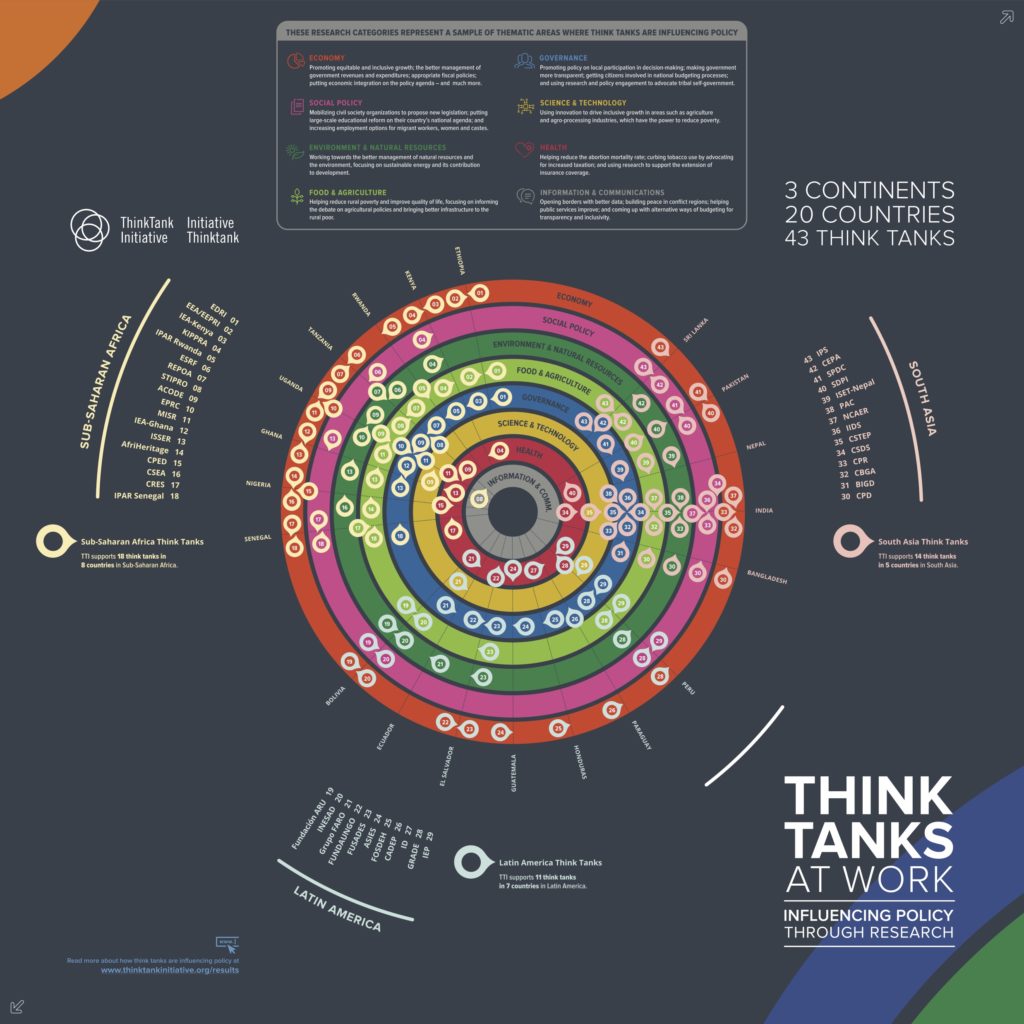 THESE RESEARCH CATEGORIES REPRESENT A SAMPLE OF THEMATIC AREAS WHERE THINK TANKS ARE INFLUENCING POLICY
ECONOMY
Promoting equitable and inclusive growth; the better management of
government revenues and expenditures; appropriate fiscal policies;
putting economic integration on the policy agenda – and much more.
SOCIAL POLICY
Mobilizing civil society organizations to propose new legislation; putting
large-scale educational reform on their country's national agenda; and
increasing employment options for migrant workers, women and castes.
ENVIRONMENT & NATURAL RESOURCES
Working towards the better management of natural resources and
the environment, focusing on sustainable energy and its contribution
to development.
FOOD & AGRICULTURE
Helping reduce rural poverty and improve quality of life, focusing on informing
the debate on agricultural policies and bringing better infrastructure to the
rural poor.
GOVERNANCE
Promoting policy on local participation in decision-making; making government
more transparent; getting citizens involved in national budgeting processes;
and using research and policy engagement to advocate tribal self-government.
SCIENCE & TECHNOLOGY
Using innovation to drive inclusive growth in areas such as agriculture
and agro-processing industries, which have the power to reduce poverty.
HEALTH
Helping reduce the abortion mortality rate; curbing tobacco use by advocating
for increased taxation; and using research to support the extension of
insurance coverage.
INFORMATION & COMMUNICATIONS
Opening borders with better data; building peace in conflict regions; helping
public services improve; and coming up with alternative ways of budgeting for
transparency and inclusivity.
ThinkTank Initiative
Initiative Thinktank
3 CONTINENTS
20 COUNTRIES
43 THINK TANKS
SUB-SAHARAN AFRICA
EDRI 01
EEA/EEPRI 02
IEA-Kenya 03
KIPPRA 04
IPAR Rwanda 05
ESRF 06
REPOA 07
STIPRO 08
ACODE 09
EPRC 10
MISR 11
IEA-Ghana 12
ISSER 13
AfriHeritage 14
CPED 15
CSEA 16
CRES 17
IPAR Senegal 18
Sub-Saharan Africa Think Tanks
TTI supports 18 think tanks in
8 countries in Sub-Saharan Africa.
ETHIOPIA
KENYA
RWANDA
TANZANIA
UGANDA
GHANA
NIGERIA
SENEGAL
ECONOMY
SOCIAL POLICY
ENVIRONMENT & NATURAL RESOURCES
FOOD & AGRICULTURE
GOVERNANCE
SCIENCE & TECHNOLOGY
HEALTH
INFORMATION & COMM.
SRI LANKA
PAKISTAN
NEPAL
INDIA
BANGLADESH
PERU
PARAGUAY
HONDURAS
GUATEMALA
EL SALVADOR
ECUADOR
BOLIVIA
SOUTH ASIA
43 IPS
42 CEPA
41 SPDC
40 SDPI
39 ISET-Nepal
38 PAC
37 NCAER
36 IIDS
35 CSTEP
34 CSDS
33 CPR
32 CBGA
31 BIGD
30 CPD
South Asia Think Tanks
TTI supports 14 think tanks
in 5 countries in South Asia.
Fundación ARU 19
INESAD 20
Grupo FARO 21
FUNDAUNGO 22
FUSADES 23
ASIES 24
FOSDEH 25
CADEP 26
ID 27
GRADE 28
IEP 29
LATIN AMERICA
Latin America Think Tanks
TTI supports 11 think tanks
in 7 countries in Latin America.
THINK
TANKS
AT WORK
INFLUENCING POLICY
THROUGH RESEARCH
Read more about how think tanks are influencing policy at
www.thinktankinitiative.org/results